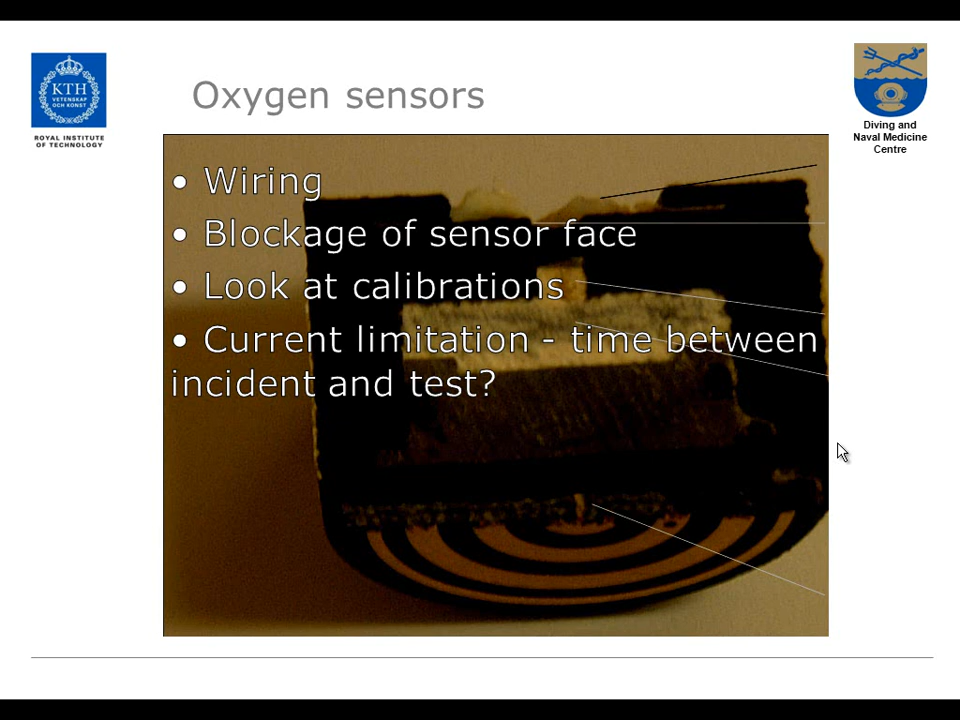 Oxygen sensors
KTH
VETENSKAP
OCH KONST
ROYAL INSTITUTE
OF TECHNOLOGY
Diving and
Naval Medicine
Centre
• Wiring
• Blockage of sensor face
• Look at calibrations
• Current limitation - time between
incident and test?